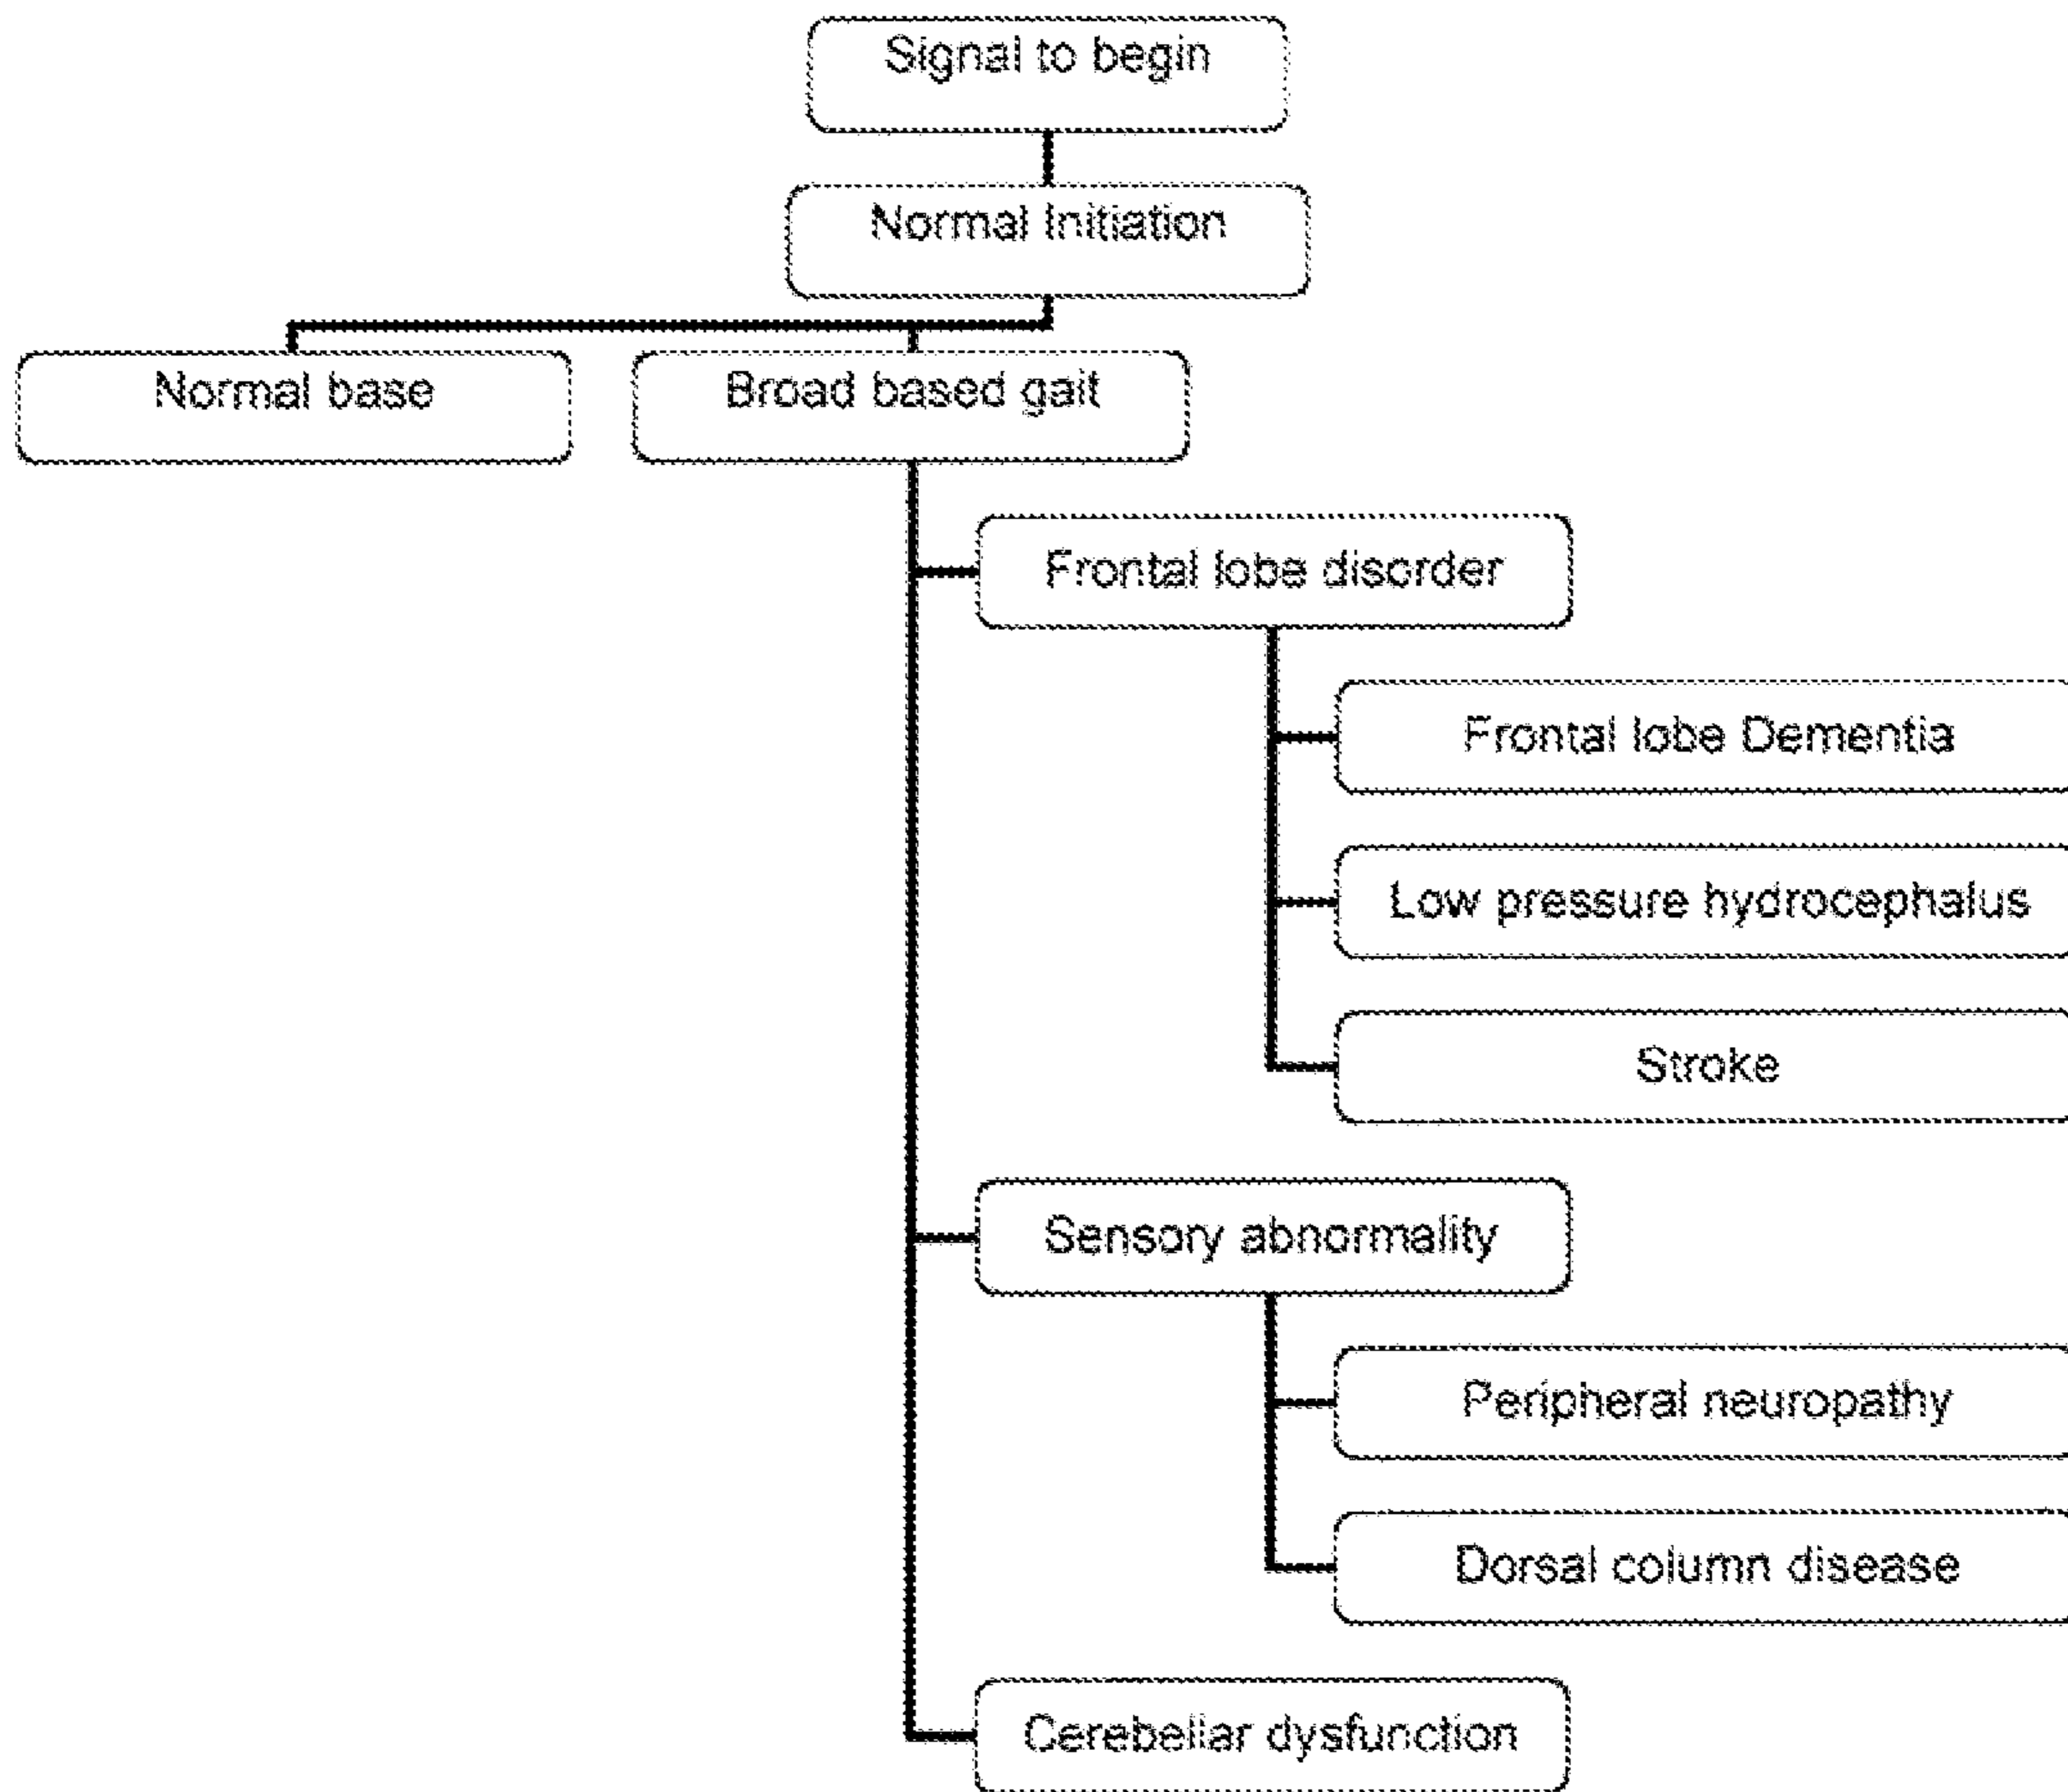 Signal to begin
Normal Initiation
Normal base
Broad based gait
Frontal lobe disorder
Frontal lobe Dementia
Low pressure hydrocephalus
Stroke
Sensory abnormality
Peripheral neuropathy
Dorsal column disease
Cerebellar dysfunction